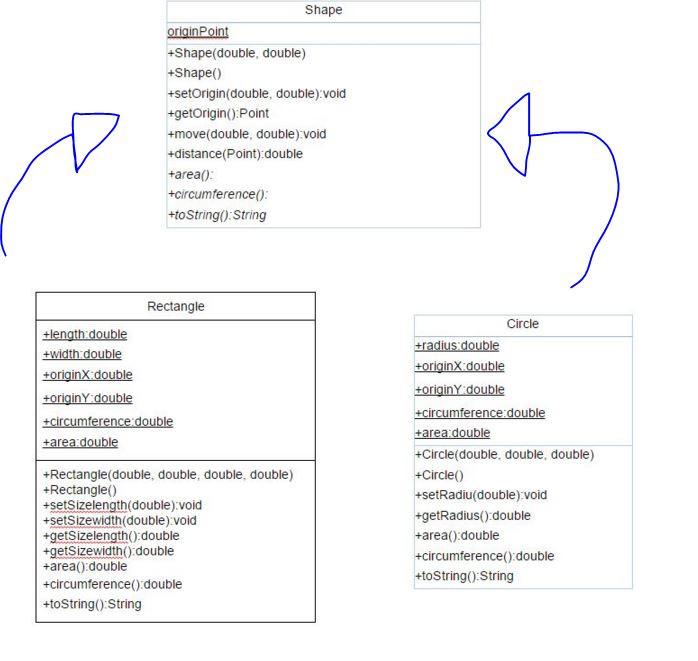 Shape
originPoint
+Shape(double, double)
+Shape()
+setOrigin(double, double):void
+getOrigin():Point
+move(double, double):void
+distance(Point):double
+area():
+circumference():
+toString():String
Rectangle
+length:double
+width:double
+originX:double
+originY:double
+circumference:double
+area:double
+Rectangle(double, double, double, double)
+Rectangle()
+setSizelength(double):void
+setSizewidth(double):void
+getSizelength():double
+getSizewidth():double
+area():double
+circumference():double
+toString():String
Circle
+radius:double
+originX:double
+originY:double
+circumference:double
+area:double
+Circle(double, double, double)
+Circle()
+setRadiu(double):void
+getRadius():double
+area():double
+circumference():double
+toString():String